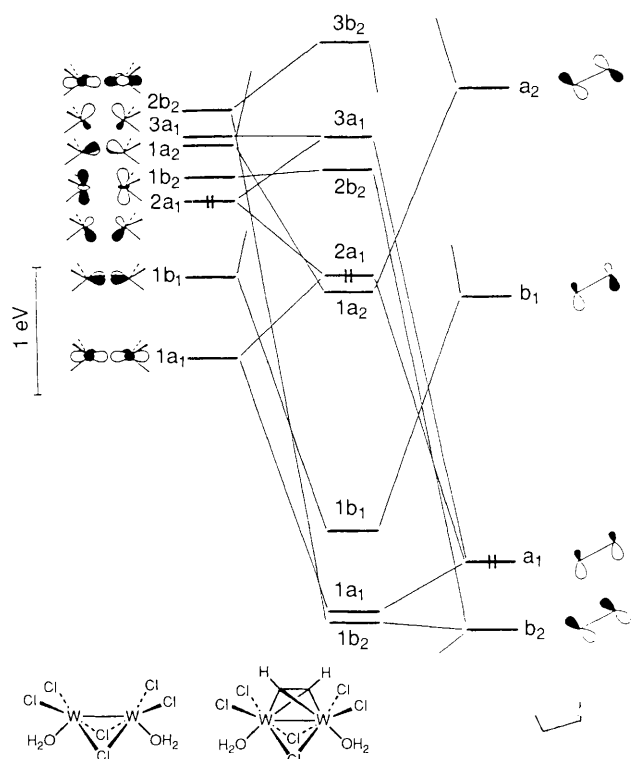 3b₂
2b₂
a₂
3a₁
3a₁
1a₂
1b₂
2b₂
2a₁
2a₁
1b₁
1a₂
b₁
1 eV
1a₁
1b₁
a₁
1a₁
b₂
1b₂
H H
Cl Cl Cl Cl
Cl W W Cl Cl W W Cl
H₂O Cl OH₂ H₂O Cl OH₂
Cl Cl